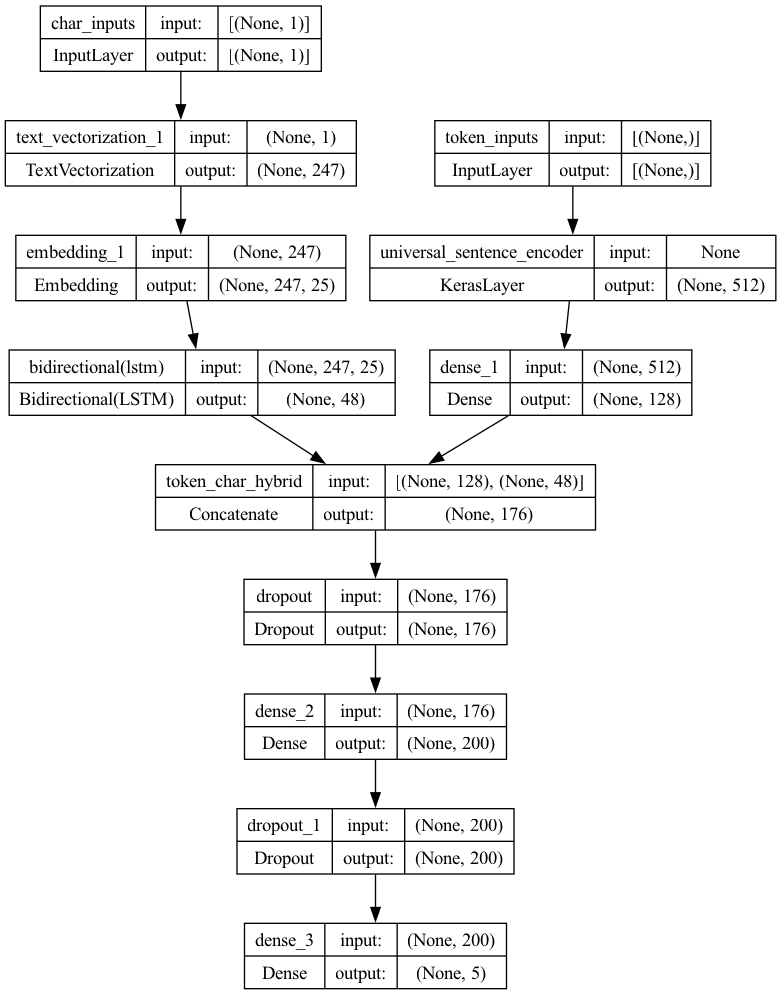 char_inputs input: [(None, 1)]
InputLayer output: [(None, 1)]
text_vectorization_1 input: (None, 1)
TextVectorization output: (None, 247)
token_inputs input: [(None,)]
InputLayer output: [(None,)]
embedding_1 input: (None, 247)
Embedding output: (None, 247, 25)
universal_sentence_encoder input: None
KerasLayer output: (None, 512)
bidirectional(lstm) input: (None, 247, 25)
Bidirectional(LSTM) output: (None, 48)
dense_1 input: (None, 512)
Dense output: (None, 128)
token_char_hybrid input: [(None, 128), (None, 48)]
Concatenate output: (None, 176)
dropout input: (None, 176)
Dropout output: (None, 176)
dense_2 input: (None, 176)
Dense output: (None, 200)
dropout_1 input: (None, 200)
Dropout output: (None, 200)
dense_3 input: (None, 200)
Dense output: (None, 5)